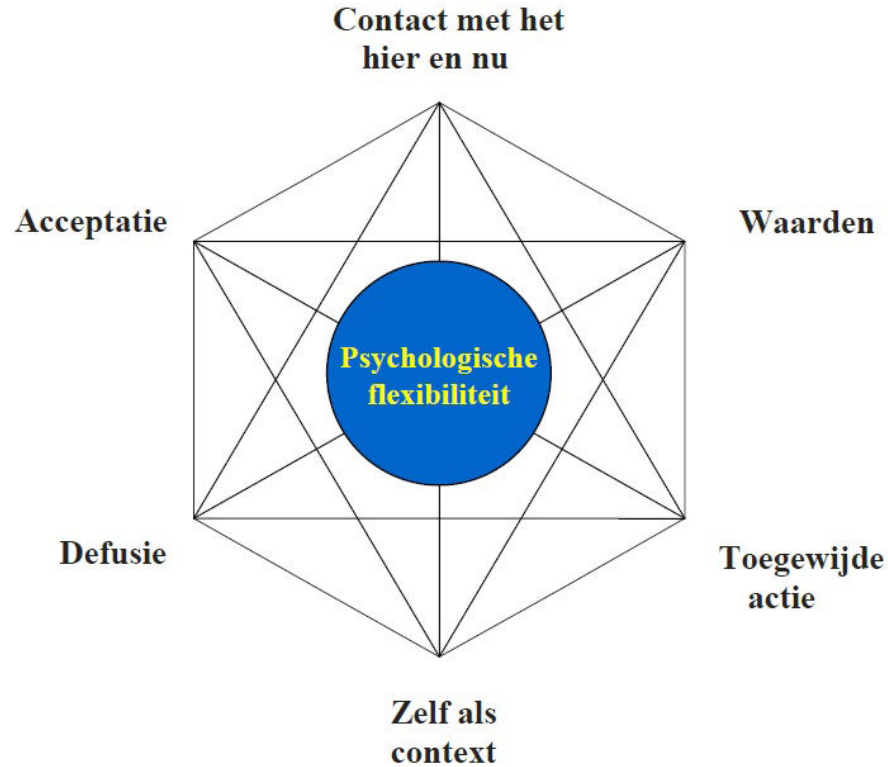 Contact met het
hier en nu
Acceptatie
Waarden
Psychologische
flexibiliteit
Defusie
Toegewijde
actie
Zelf als
context